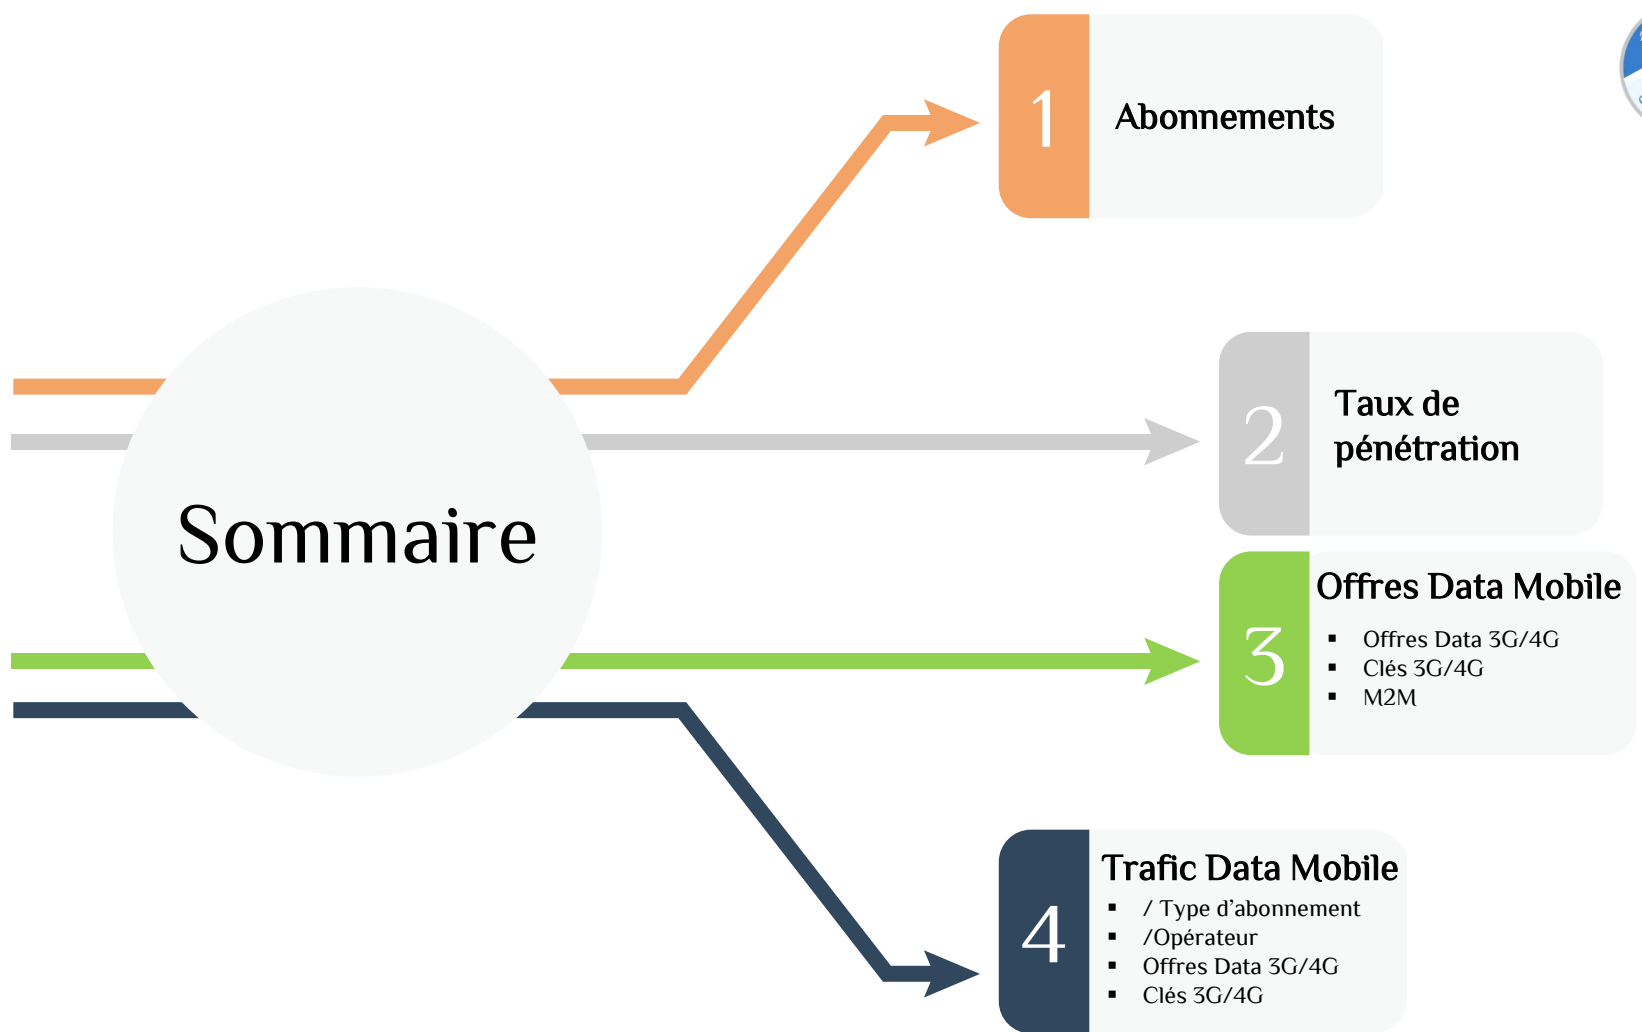 Sommaire
1
Abonnements
2
Taux de
pénétration
3
Offres Data Mobile
▪ Offres Data 3G/4G
▪ Clés 3G/4G
▪ M2M
4
Trafic Data Mobile
▪ / Type d'abonnement
▪ /Opérateur
▪ Offres Data 3G/4G
▪ Clés 3G/4G